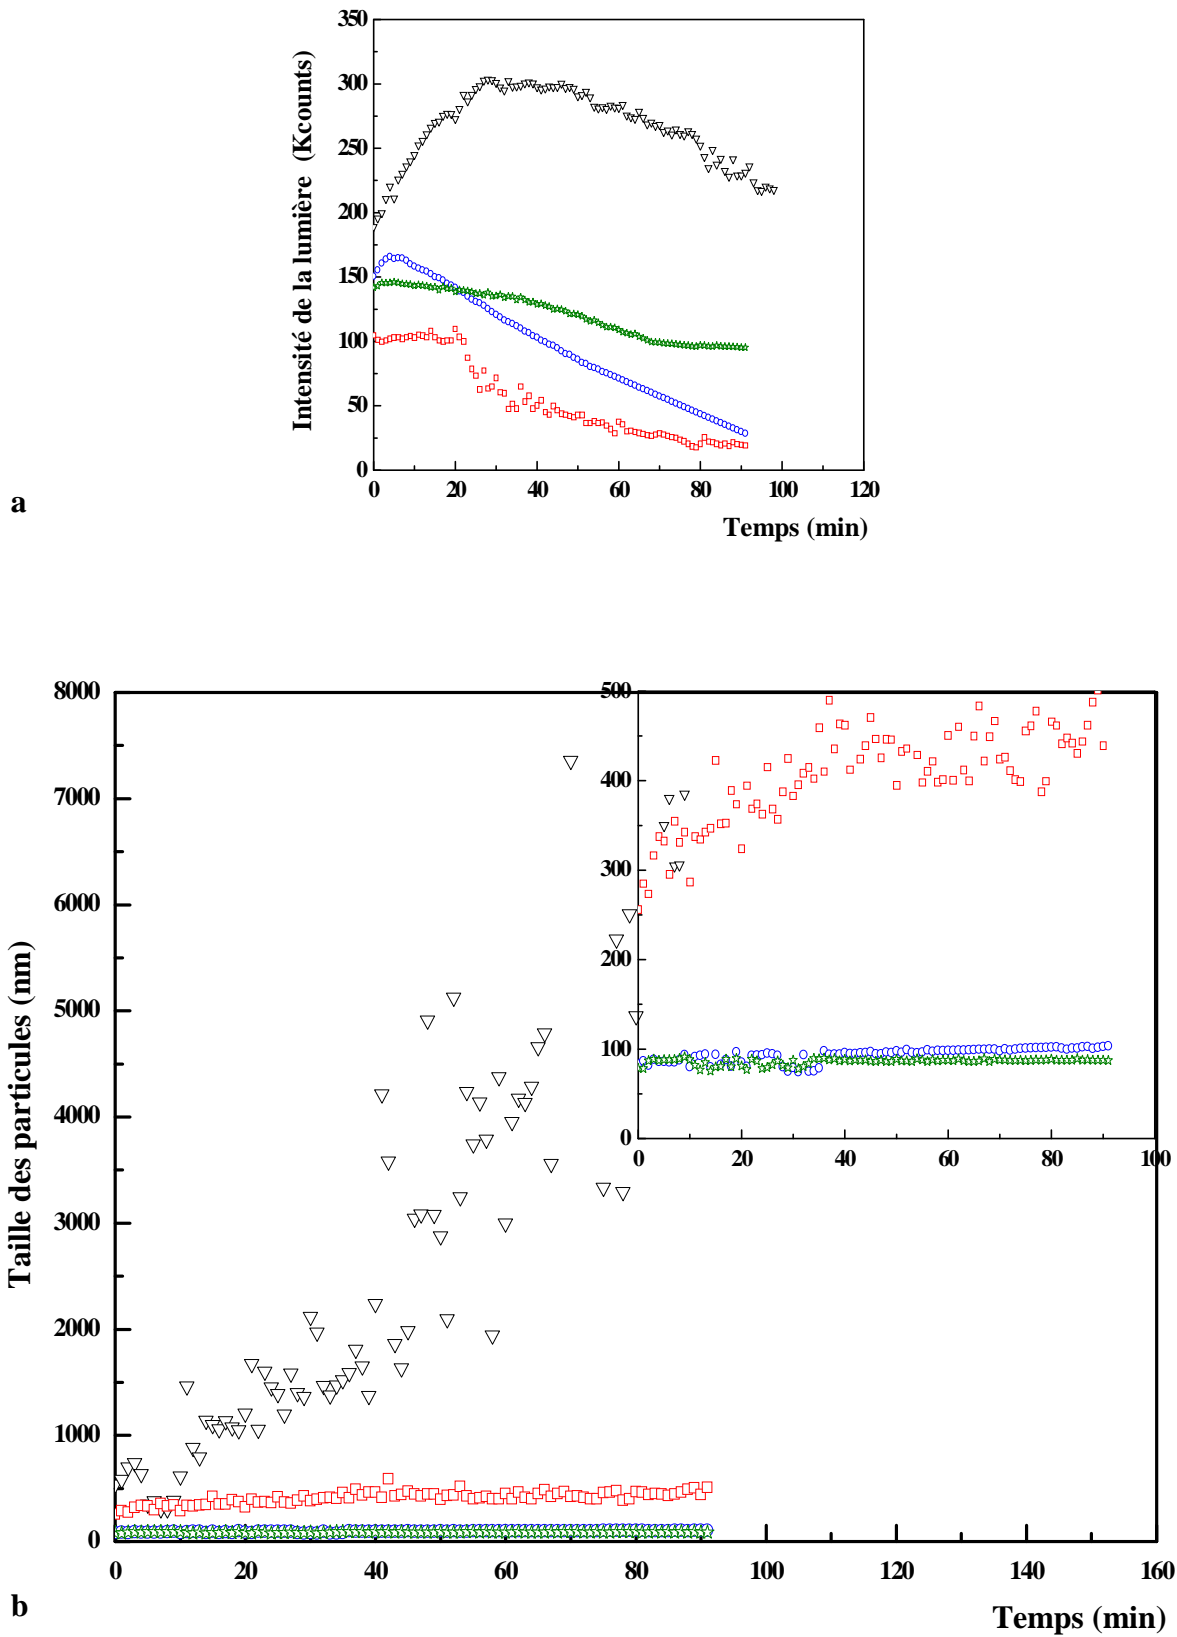 350
300
250
200
150
100
50
0
Intensité de la lumière (Kcounts)
0 20 40 60 80 100 120
Temps (min)
a
8000
7000
6000
5000
4000
3000
2000
1000
0
Taille des particules (nm)
500
400
300
200
100
0
0 20 40 60 80 100
0 20 40 60 80 100 120 140 160
Temps (min)
b